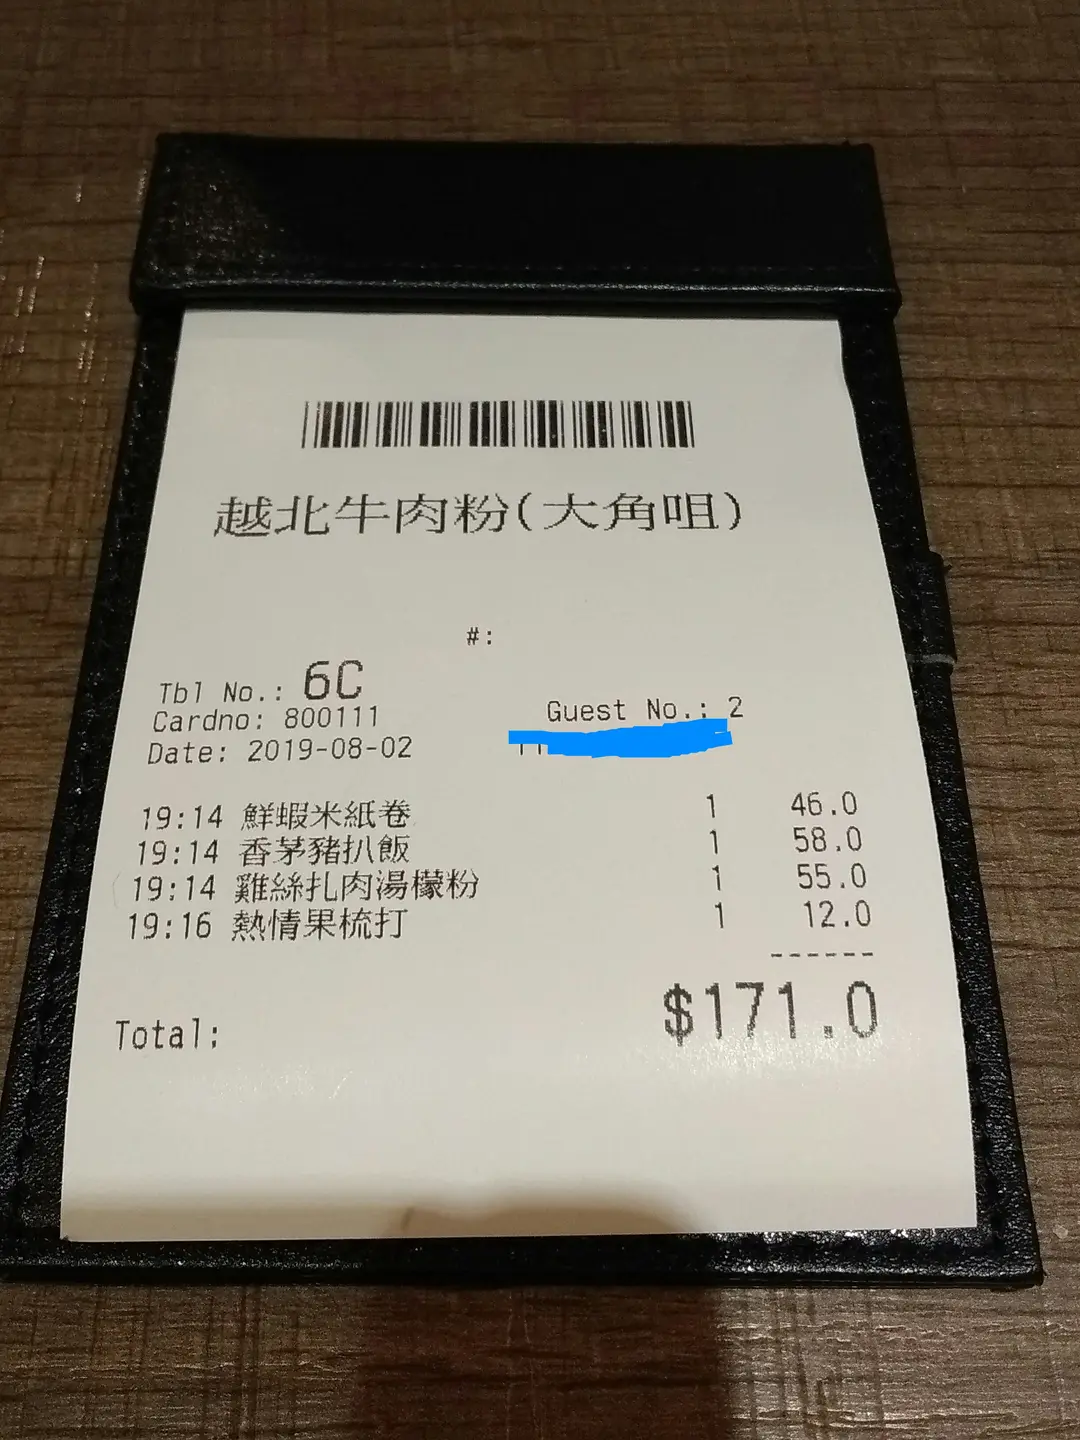 越北牛肉粉(大角咀)
#:
Tbl No.: 6C
Cardno: 800111
Guest No.: 2
Date: 2019-08-02
19:14 鮮蝦米紙卷 1 46.0
19:14 香茅豬扒飯 1 58.0
19:14 雞絲扎肉湯檬粉 1 55.0
19:16 熱情果梳打 1 12.0
------
Total: $171.0